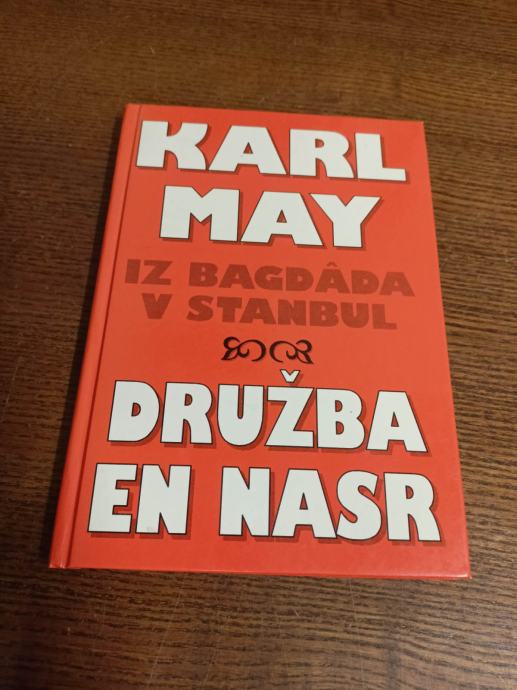 KARL
MAY
IZ BAGDÂDA
V STANBUL
DRUŽBA
EN NASR